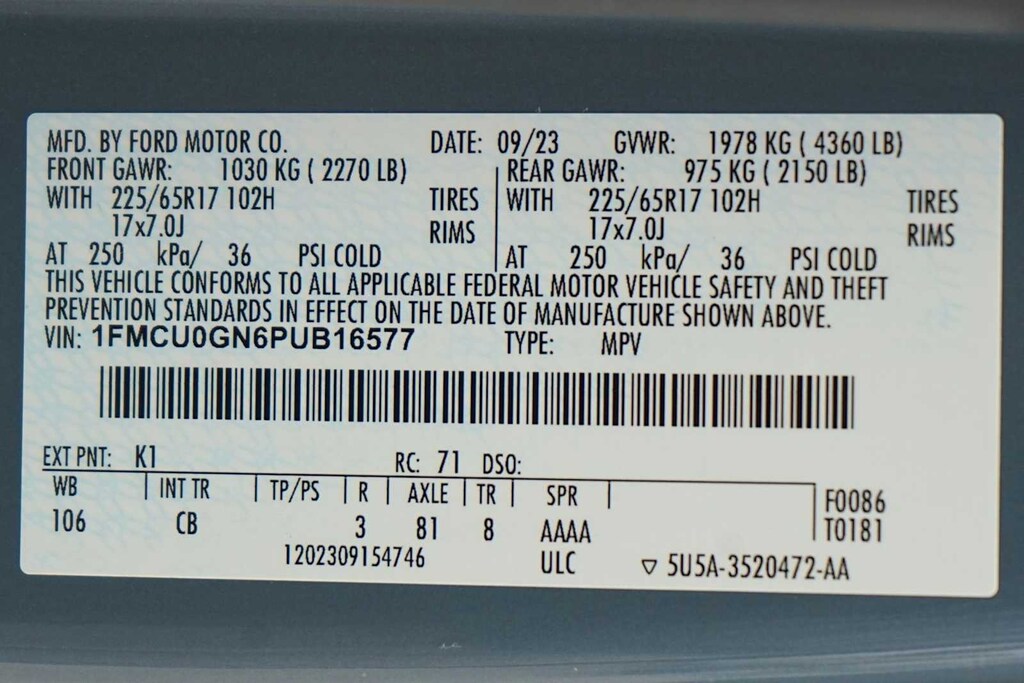 MFD. BY FORD MOTOR CO. DATE: 09/23 GVWR: 1978 KG ( 4360 LB)
FRONT GAWR: 1030 KG ( 2270 LB) REAR GAWR: 975 KG ( 2150 LB)
WITH 225/65R17 102H TIRES WITH 225/65R17 102H TIRES
17x7.0J RIMS 17x7.0J RIMS
AT 250 kPa/ 36 PSI COLD AT 250 kPa/ 36 PSI COLD
THIS VEHICLE CONFORMS TO ALL APPLICABLE FEDERAL MOTOR VEHICLE SAFETY AND THEFT
PREVENTION STANDARDS IN EFFECT ON THE DATE OF MANUFACTURE SHOWN ABOVE.
VIN: 1FMCU0GN6PUB16577 TYPE: MPV
EXT PNT: K1 RC: 71 DSO:
WB INT TR TP/PS R AXLE TR SPR F0086
106 CB 3 81 8 AAAA T0181
1202309154746 ULC ▽ 5U5A-3520472-AA